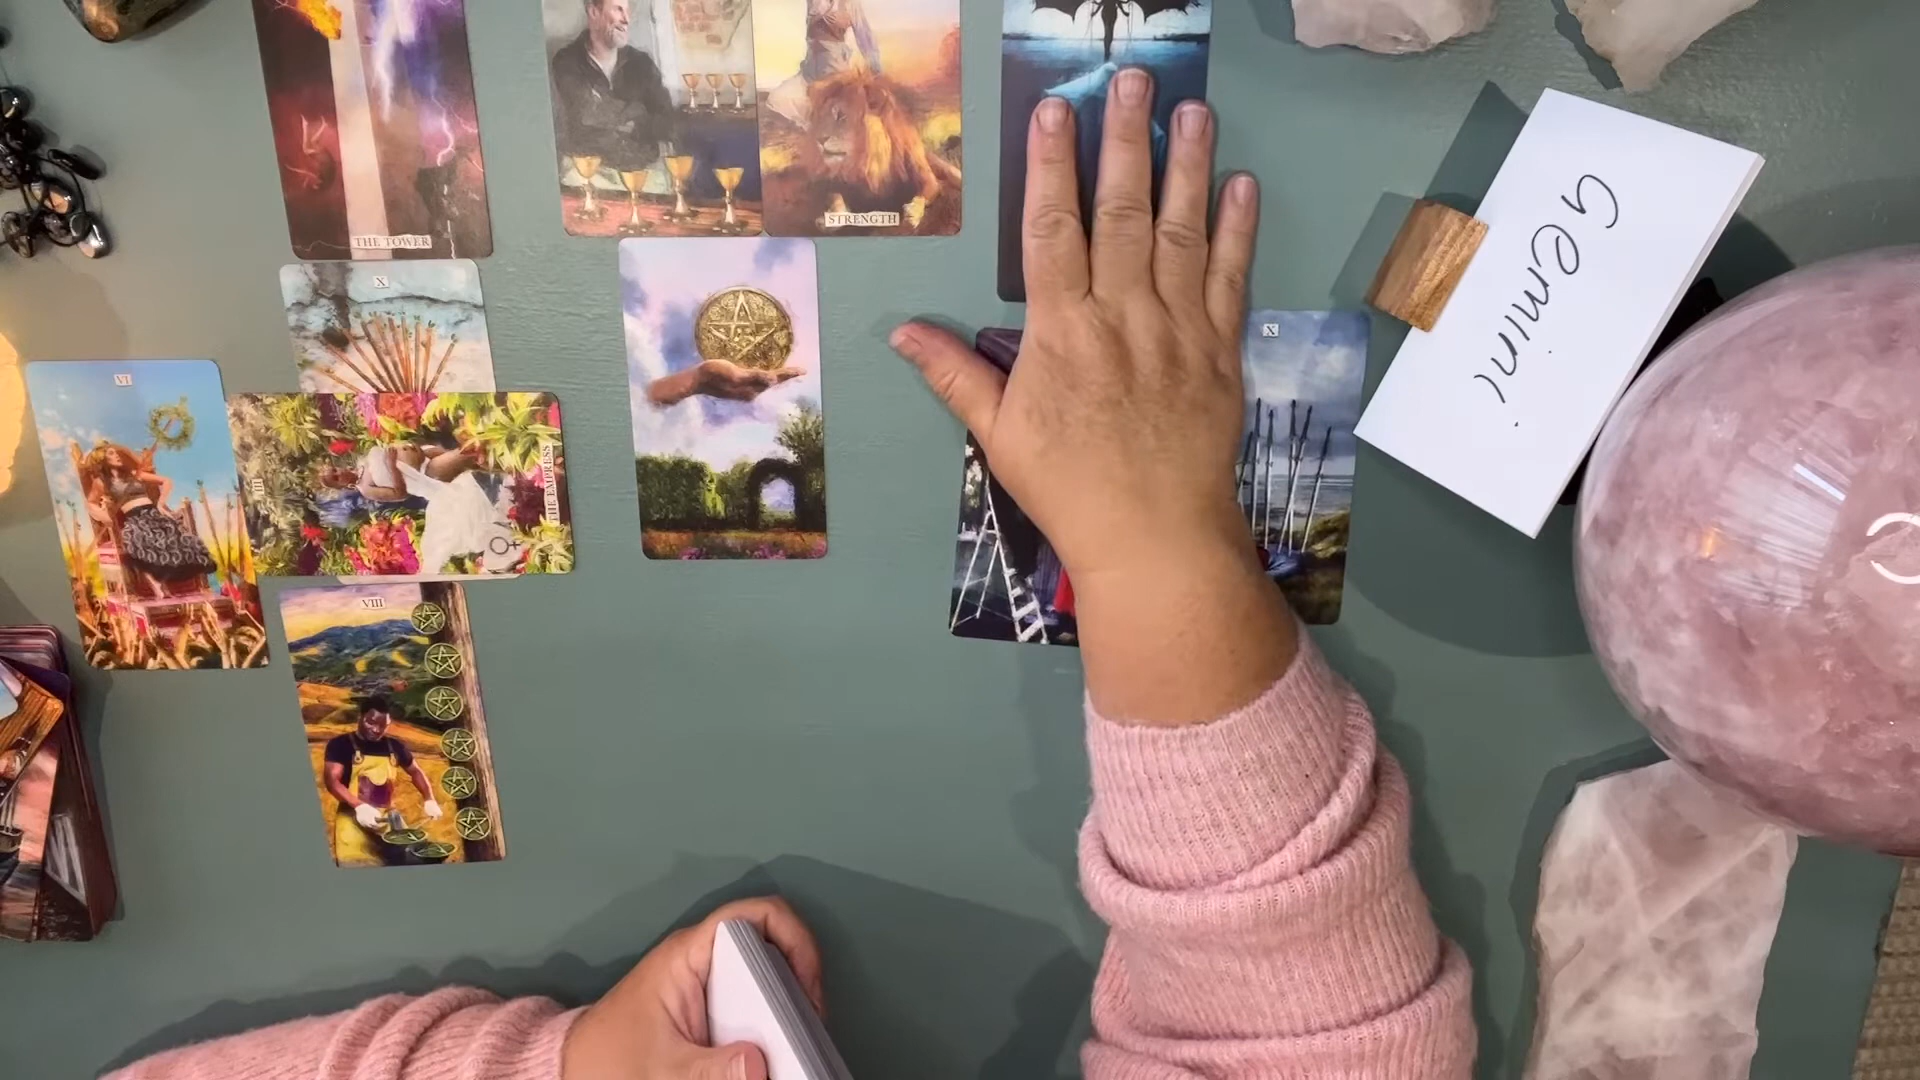 THE TOWER
STRENGTH
X
X
VI
III
THE EMPRESS
VIII
Gemini